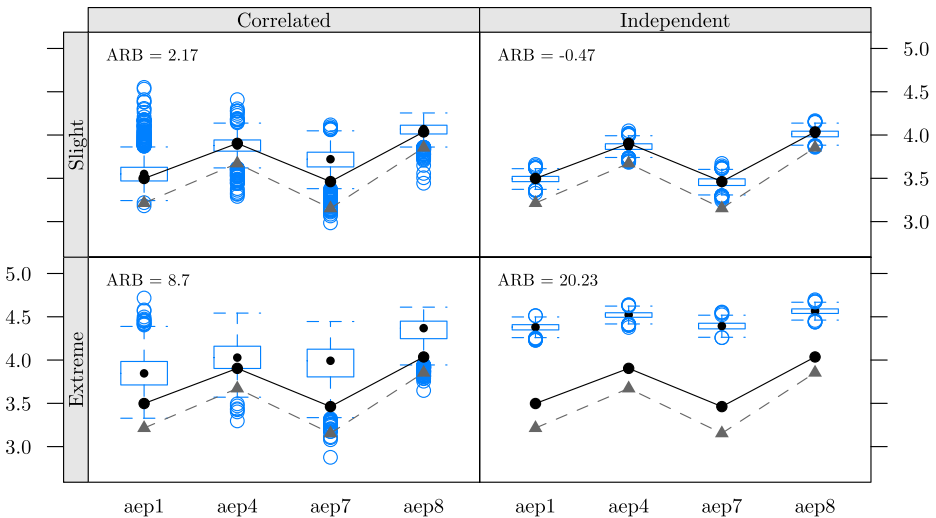 Correlated Independent
ARB = 2.17 ARB = -0.47
Slight
5.0
4.5
4.0
3.5
3.0
ARB = 8.7 ARB = 20.23
Extreme
5.0
4.5
4.0
3.5
3.0
aep1 aep4 aep7 aep8 aep1 aep4 aep7 aep8